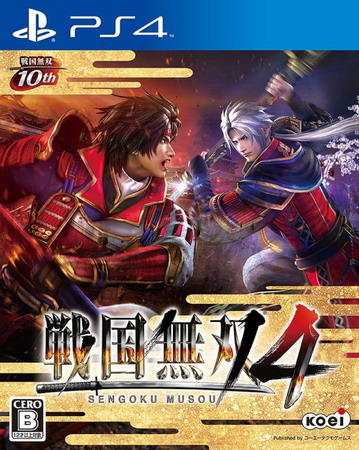 PS4
戦国無双
10th
戦国無双4
SENGOKU MUSOU
CERO
B
12才以上対象
KOEI
Published by コーエーテクモゲームス